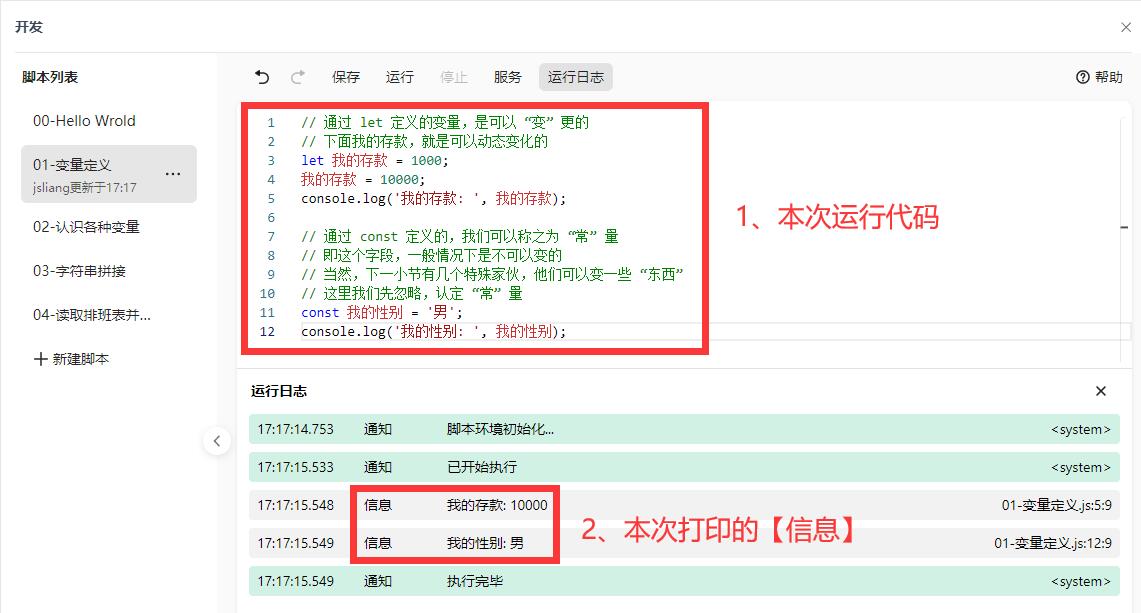 开发
脚本列表
保存 运行 停止 服务 运行日志 帮助
00-Hello Wrold
01-变量定义
jsliang更新于17:17
02-认识各种变量
03-字符串拼接
04-读取排班表并...
新建脚本
1 // 通过 let 定义的变量，是可以“变”更的
2 // 下面我的存款，就是可以动态变化的
3 let 我的存款 = 1000;
4 我的存款 = 10000;
5 console.log('我的存款: ', 我的存款);
6
7 // 通过 const 定义的，我们可以称之为“常”量
8 // 即这个字段，一般情况下是不可以变的
9 // 当然，下一小节有几个特殊家伙，他们可以变一些“东西”
10 // 这里我们先忽略，认定“常”量
11 const 我的性别 = '男';
12 console.log('我的性别: ', 我的性别);
1、本次运行代码
运行日志
17:17:14.753 通知 脚本环境初始化... <system>
17:17:15.533 通知 已开始执行 <system>
17:17:15.548 信息 我的存款: 10000 01-变量定义.js:5:9
17:17:15.549 信息 我的性别: 男 01-变量定义.js:12:9
2、本次打印的【信息】
17:17:15.549 通知 执行完毕 <system>